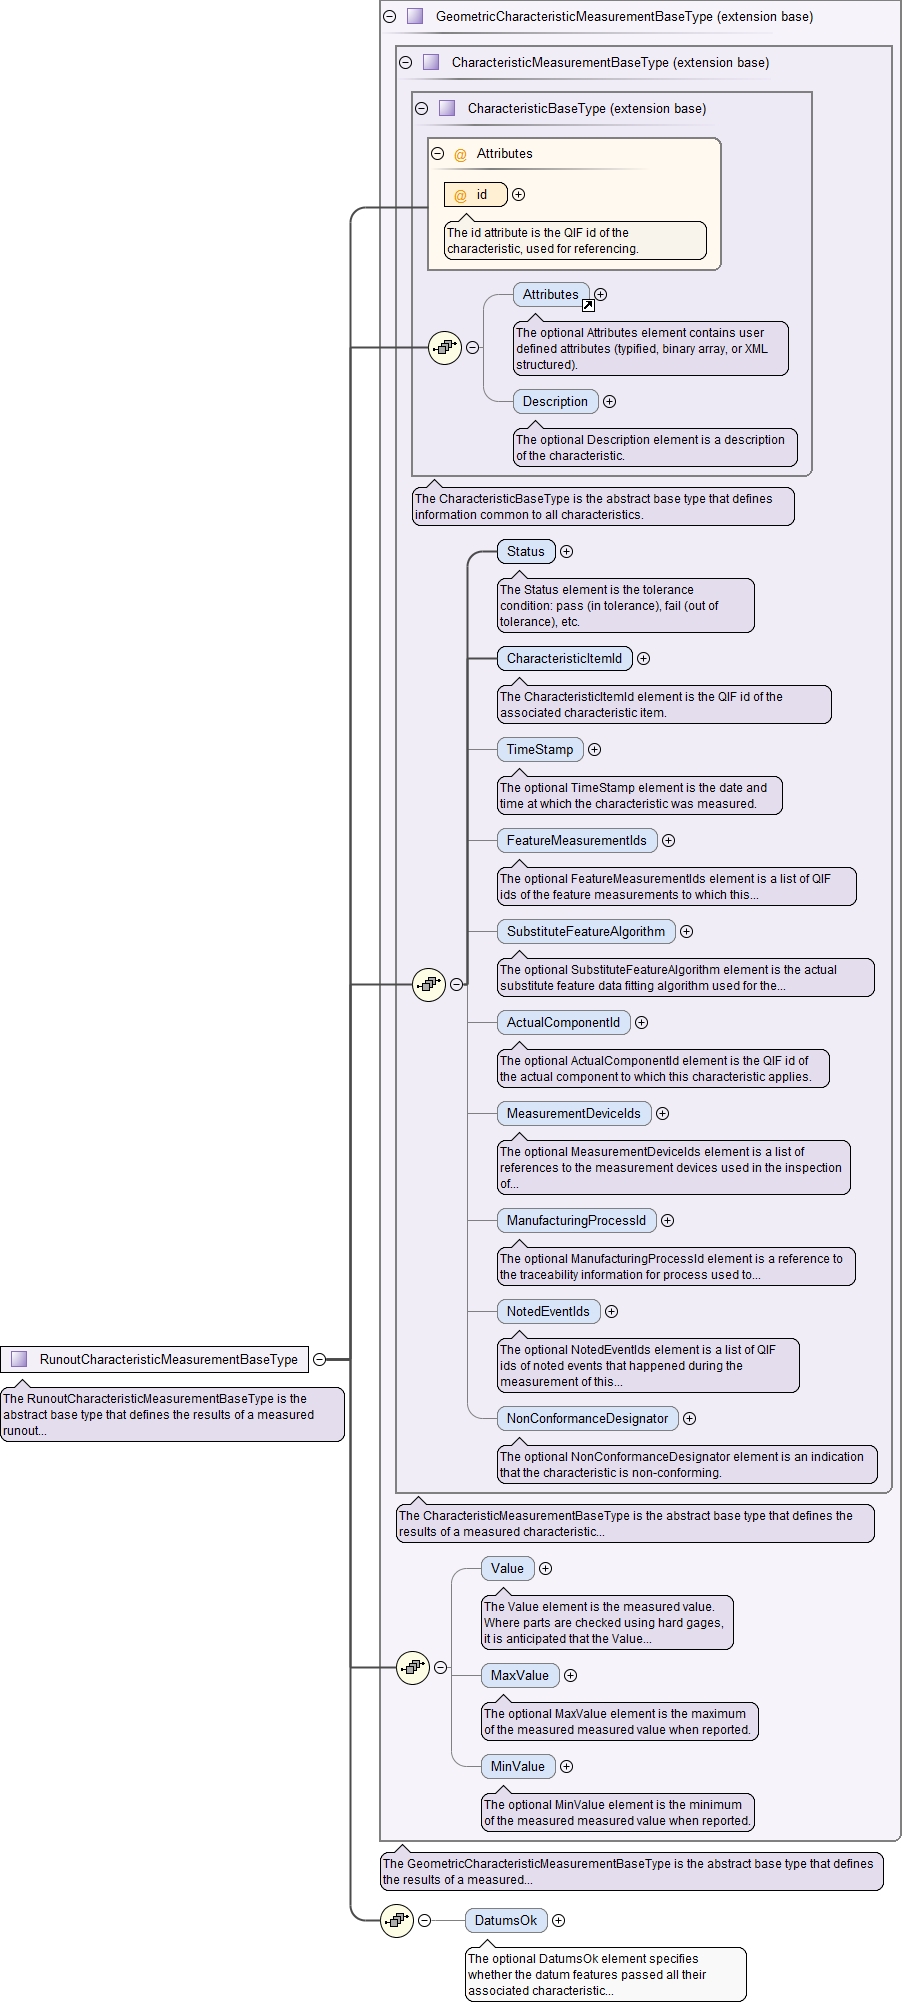 GeometricCharacteristicMeasurementBaseType (extension base)
CharacteristicMeasurementBaseType (extension base)
CharacteristicBaseType (extension base)
@ Attributes
@ id
The id attribute is the QIF id of the
characteristic, used for referencing.
Attributes
The optional Attributes element contains user
defined attributes (typified, binary array, or XML
structured).
Description
The optional Description element is a description
of the characteristic.
The CharacteristicBaseType is the abstract base type that defines
information common to all characteristics.
Status
The Status element is the tolerance
condition: pass (in tolerance), fail (out of
tolerance), etc.
CharacteristicItemId
The CharacteristicItemId element is the QIF id of the
associated characteristic item.
TimeStamp
The optional TimeStamp element is the date and
time at which the characteristic was measured.
FeatureMeasurementIds
The optional FeatureMeasurementIds element is a list of QIF
ids of the feature measurements to which this...
SubstituteFeatureAlgorithm
The optional SubstituteFeatureAlgorithm element is the actual
substitute feature data fitting algorithm used for the...
ActualComponentId
The optional ActualComponentId element is the QIF id of
the actual component to which this characteristic applies.
MeasurementDeviceIds
The optional MeasurementDeviceIds element is a list of
references to the measurement devices used in the inspection
of...
ManufacturingProcessId
The optional ManufacturingProcessId element is a reference to
the traceability information for process used to...
NotedEventIds
The optional NotedEventIds element is a list of QIF
ids of noted events that happened during the
measurement of this...
RunoutCharacteristicMeasurementBaseType
The RunoutCharacteristicMeasurementBaseType is the
abstract base type that defines the results of a measured
runout...
NonConformanceDesignator
The optional NonConformanceDesignator element is an indication
that the characteristic is non-conforming.
The CharacteristicMeasurementBaseType is the abstract base type that defines the
results of a measured characteristic...
Value
The Value element is the measured value.
Where parts are checked using hard gages,
it is anticipated that the Value...
MaxValue
The optional MaxValue element is the maximum
of the measured measured value when reported.
MinValue
The optional MinValue element is the minimum
of the measured measured value when reported.
The GeometricCharacteristicMeasurementBaseType is the abstract base type that defines
the results of a measured...
DatumsOk
The optional DatumsOk element specifies
whether the datum features passed all their
associated characteristic...